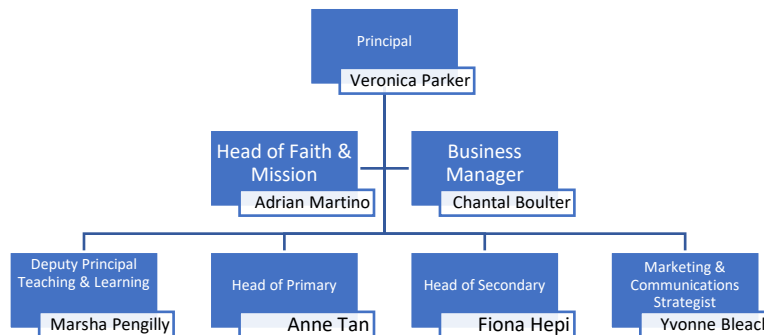 Principal
Veronica Parker
Head of Faith &
Mission
Adrian Martino
Business
Manager
Chantal Boulter
Deputy Principal
Teaching & Learning
Marsha Pengilly
Head of Primary
Anne Tan
Head of Secondary
Fiona Hepi
Marketing &
Communications
Strategist
Yvonne